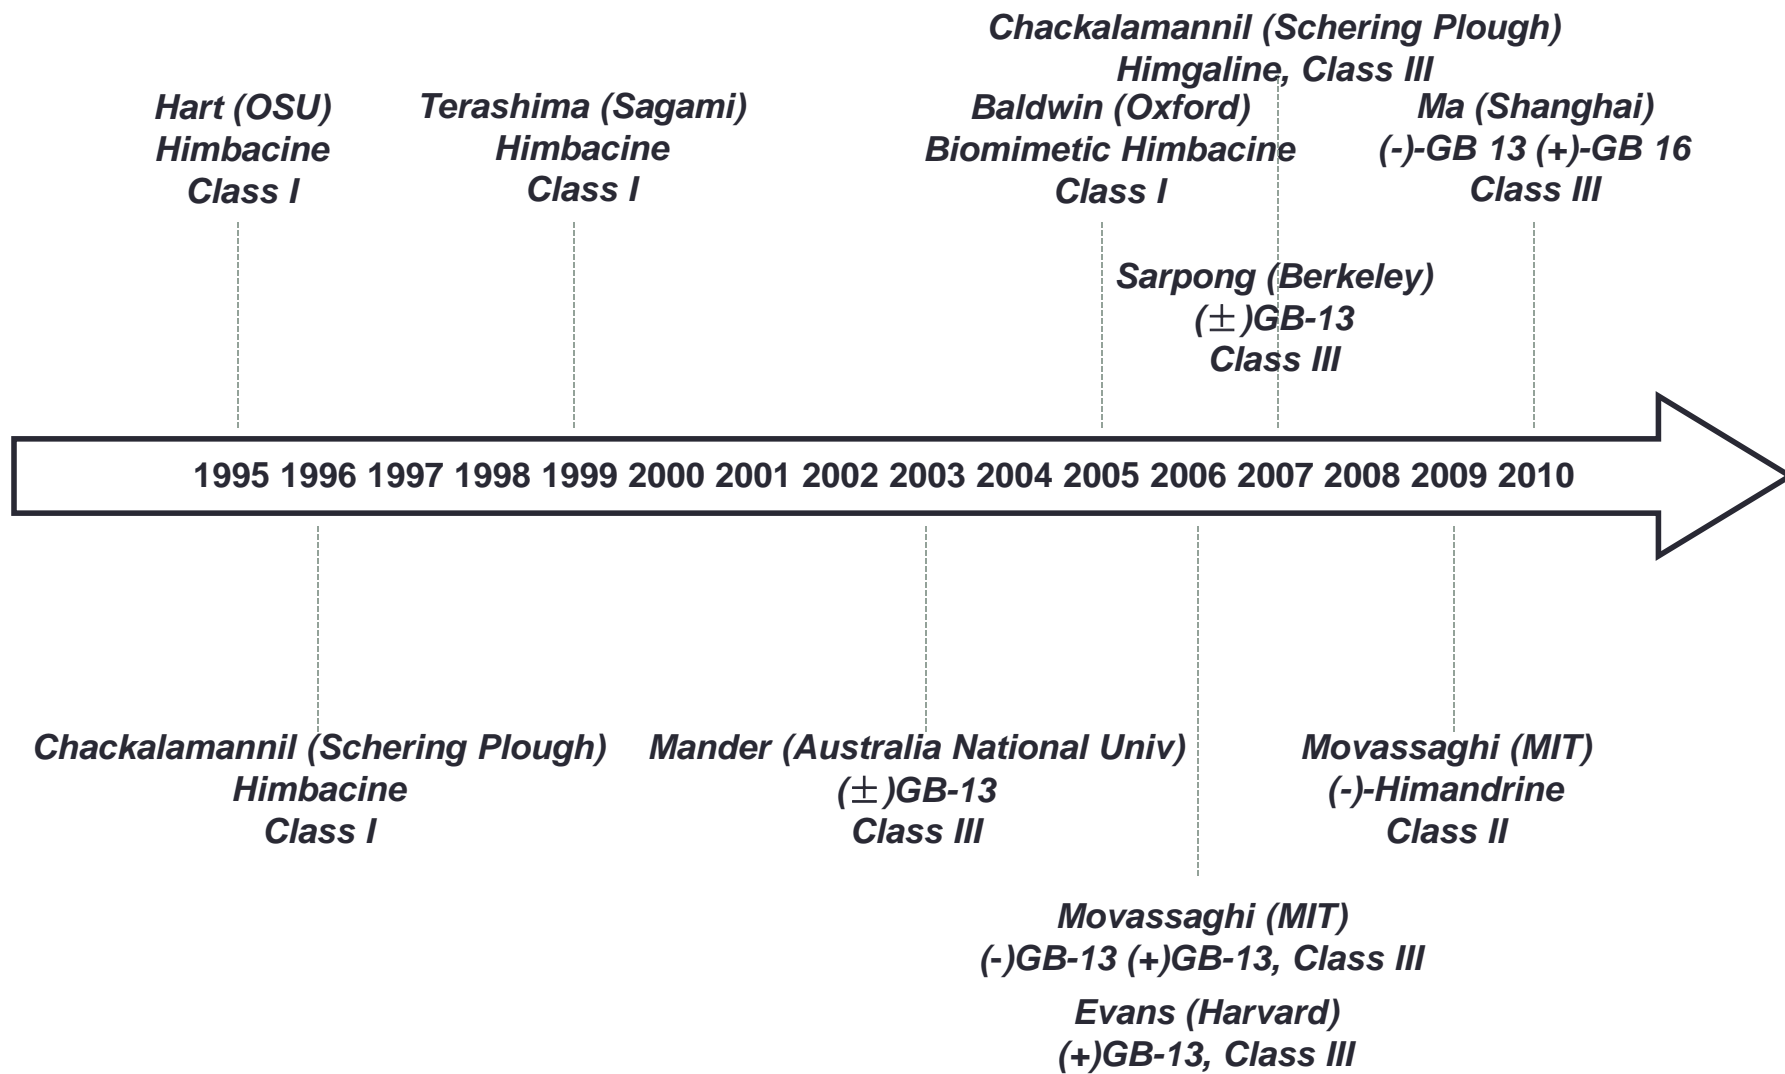 Chackalamannil (Schering Plough)
Himgaline, Class III
Hart (OSU)
Himbacine
Class I
Terashima (Sagami)
Himbacine
Class I
Baldwin (Oxford)
Biomimetic Himbacine
Class I
Ma (Shanghai)
(-)-GB 13 (+)-GB 16
Class III
Sarpong (Berkeley)
(±)GB-13
Class III
1995 1996 1997 1998 1999 2000 2001 2002 2003 2004 2005 2006 2007 2008 2009 2010
Chackalamannil (Schering Plough)
Himbacine
Class I
Mander (Australia National Univ)
(±)GB-13
Class III
Movassaghi (MIT)
(-)-Himandrine
Class II
Movassaghi (MIT)
(-)GB-13 (+)GB-13, Class III
Evans (Harvard)
(+)GB-13, Class III